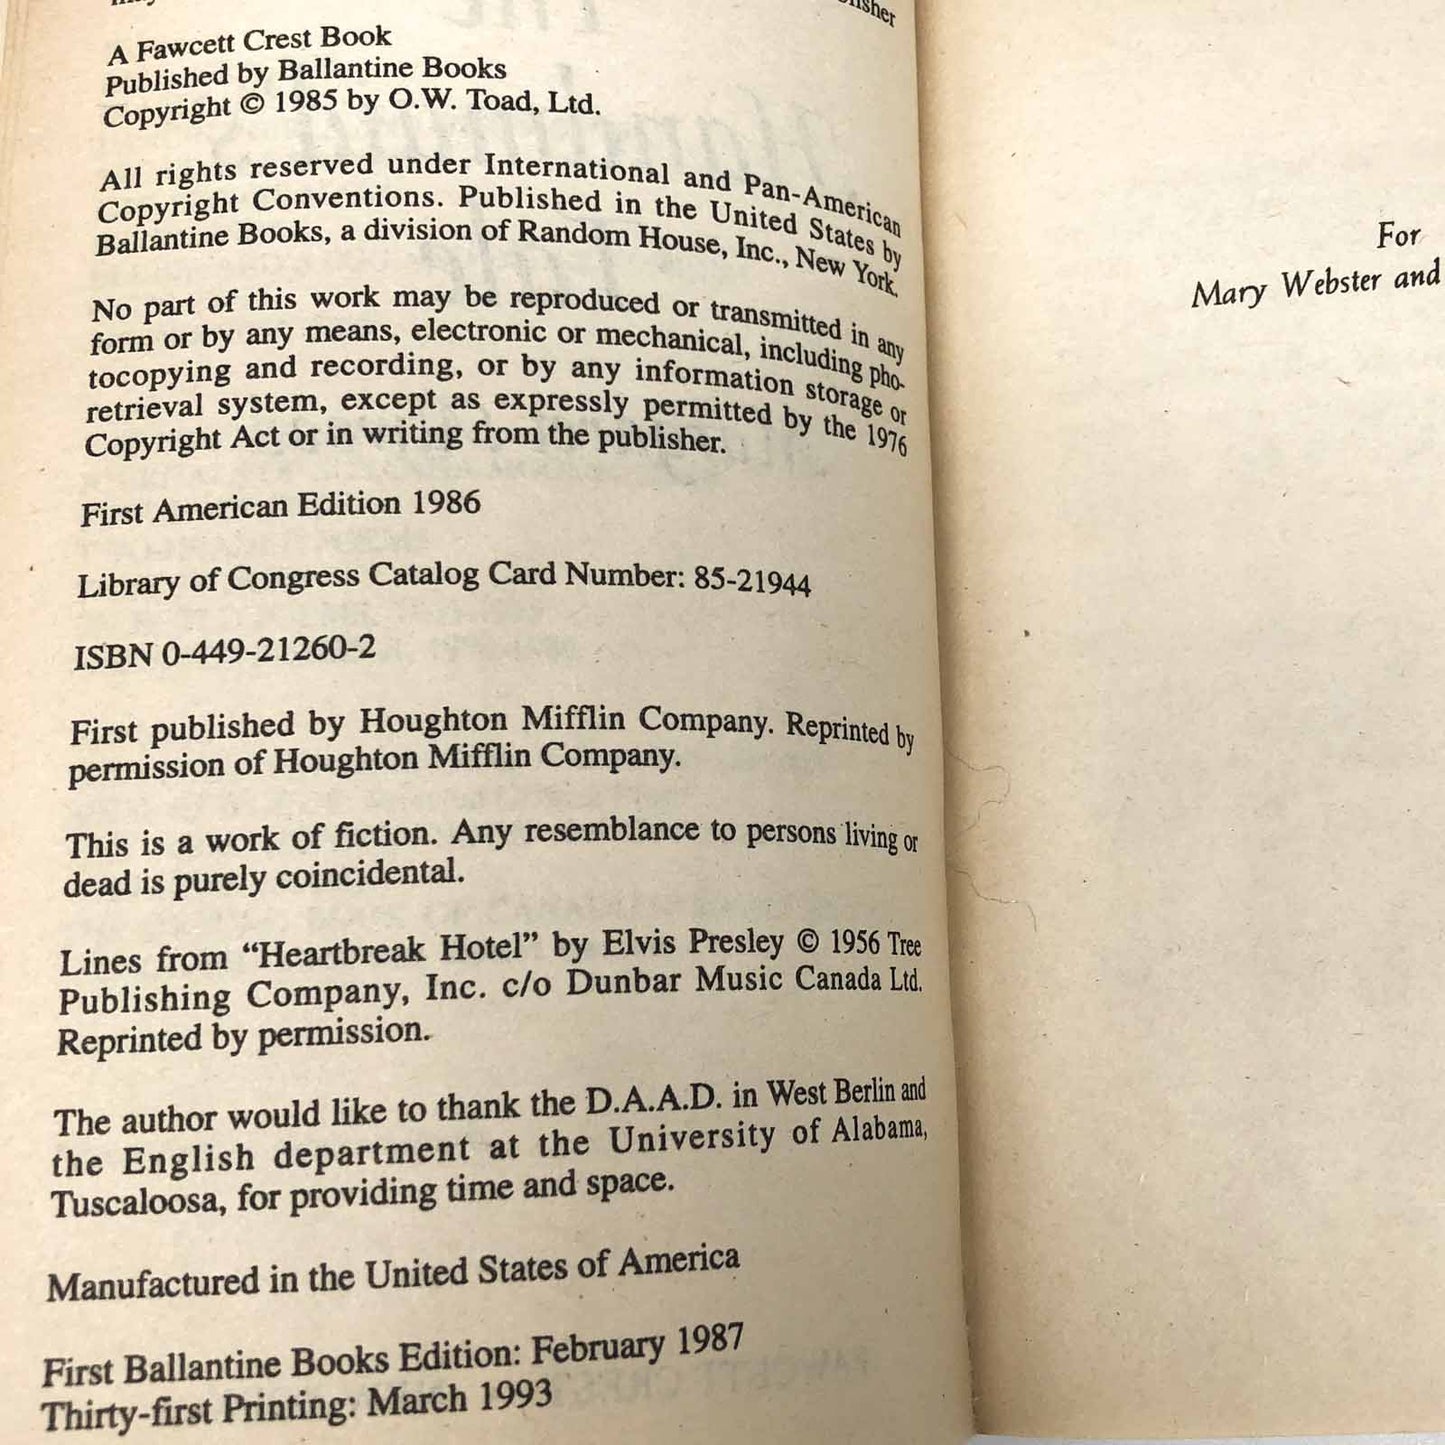 A Fawcett Crest Book
Published by Ballantine Books
Copyright © 1985 by O.W. Toad, Ltd.
All rights reserved under International and Pan-American
Copyright Conventions. Published in the United States by
Ballantine Books, a division of Random House, Inc., New York.
No part of this work may be reproduced or transmitted in any
form or by any means, electronic or mechanical, including pho-
tocopying and recording, or by any information storage or
retrieval system, except as expressly permitted by the 1976
Copyright Act or in writing from the publisher.
First American Edition 1986
Library of Congress Catalog Card Number: 85-21944
ISBN 0-449-21260-2
First published by Houghton Mifflin Company. Reprinted by
permission of Houghton Mifflin Company.
This is a work of fiction. Any resemblance to persons living or
dead is purely coincidental.
Lines from “Heartbreak Hotel” by Elvis Presley © 1956 Tree
Publishing Company, Inc. c/o Dunbar Music Canada Ltd.
Reprinted by permission.
The author would like to thank the D.A.A.D. in West Berlin and
the English department at the University of Alabama,
Tuscaloosa, for providing time and space.
Manufactured in the United States of America
First Ballantine Books Edition: February 1987
Thirty-first Printing: March 1993
For
Mary Webster and